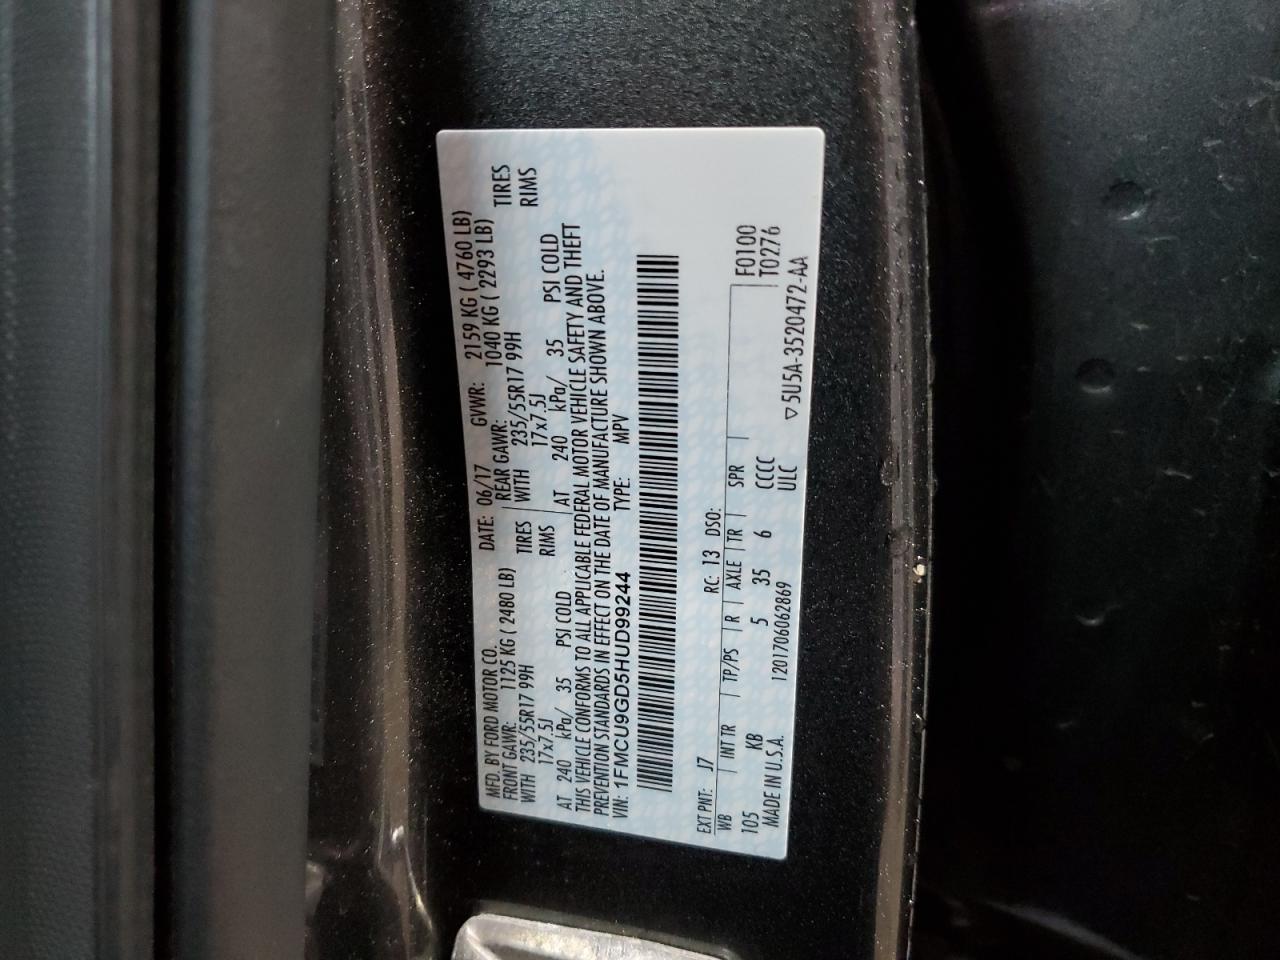 MFD. BY FORD MOTOR CO. DATE: 06/17 GVWR: 2159 KG ( 4760 LB)
FRONT GAWR: 1125 KG ( 2480 LB) REAR GAWR: 1040 KG ( 2293 LB)
WITH 235/55R17 99H TIRES WITH 235/55R17 99H TIRES
17x7.5J RIMS 17x7.5J RIMS
AT 240 kPa/ 35 PSI COLD AT 240 kPa/ 35 PSI COLD
THIS VEHICLE CONFORMS TO ALL APPLICABLE FEDERAL MOTOR VEHICLE SAFETY AND THEFT
PREVENTION STANDARDS IN EFFECT ON THE DATE OF MANUFACTURE SHOWN ABOVE.
VIN: 1FMCU9GD5HUD99244 TYPE: MPV
EXT PNT: J7 RC: 13 DSO: F0100
WB INT TR TP/PS R AXLE TR SPR T0276
105 KB 5 35 6 CCCC
MADE IN U.S.A. 1201706062869 ULC ▽5U5A-3520472-AA